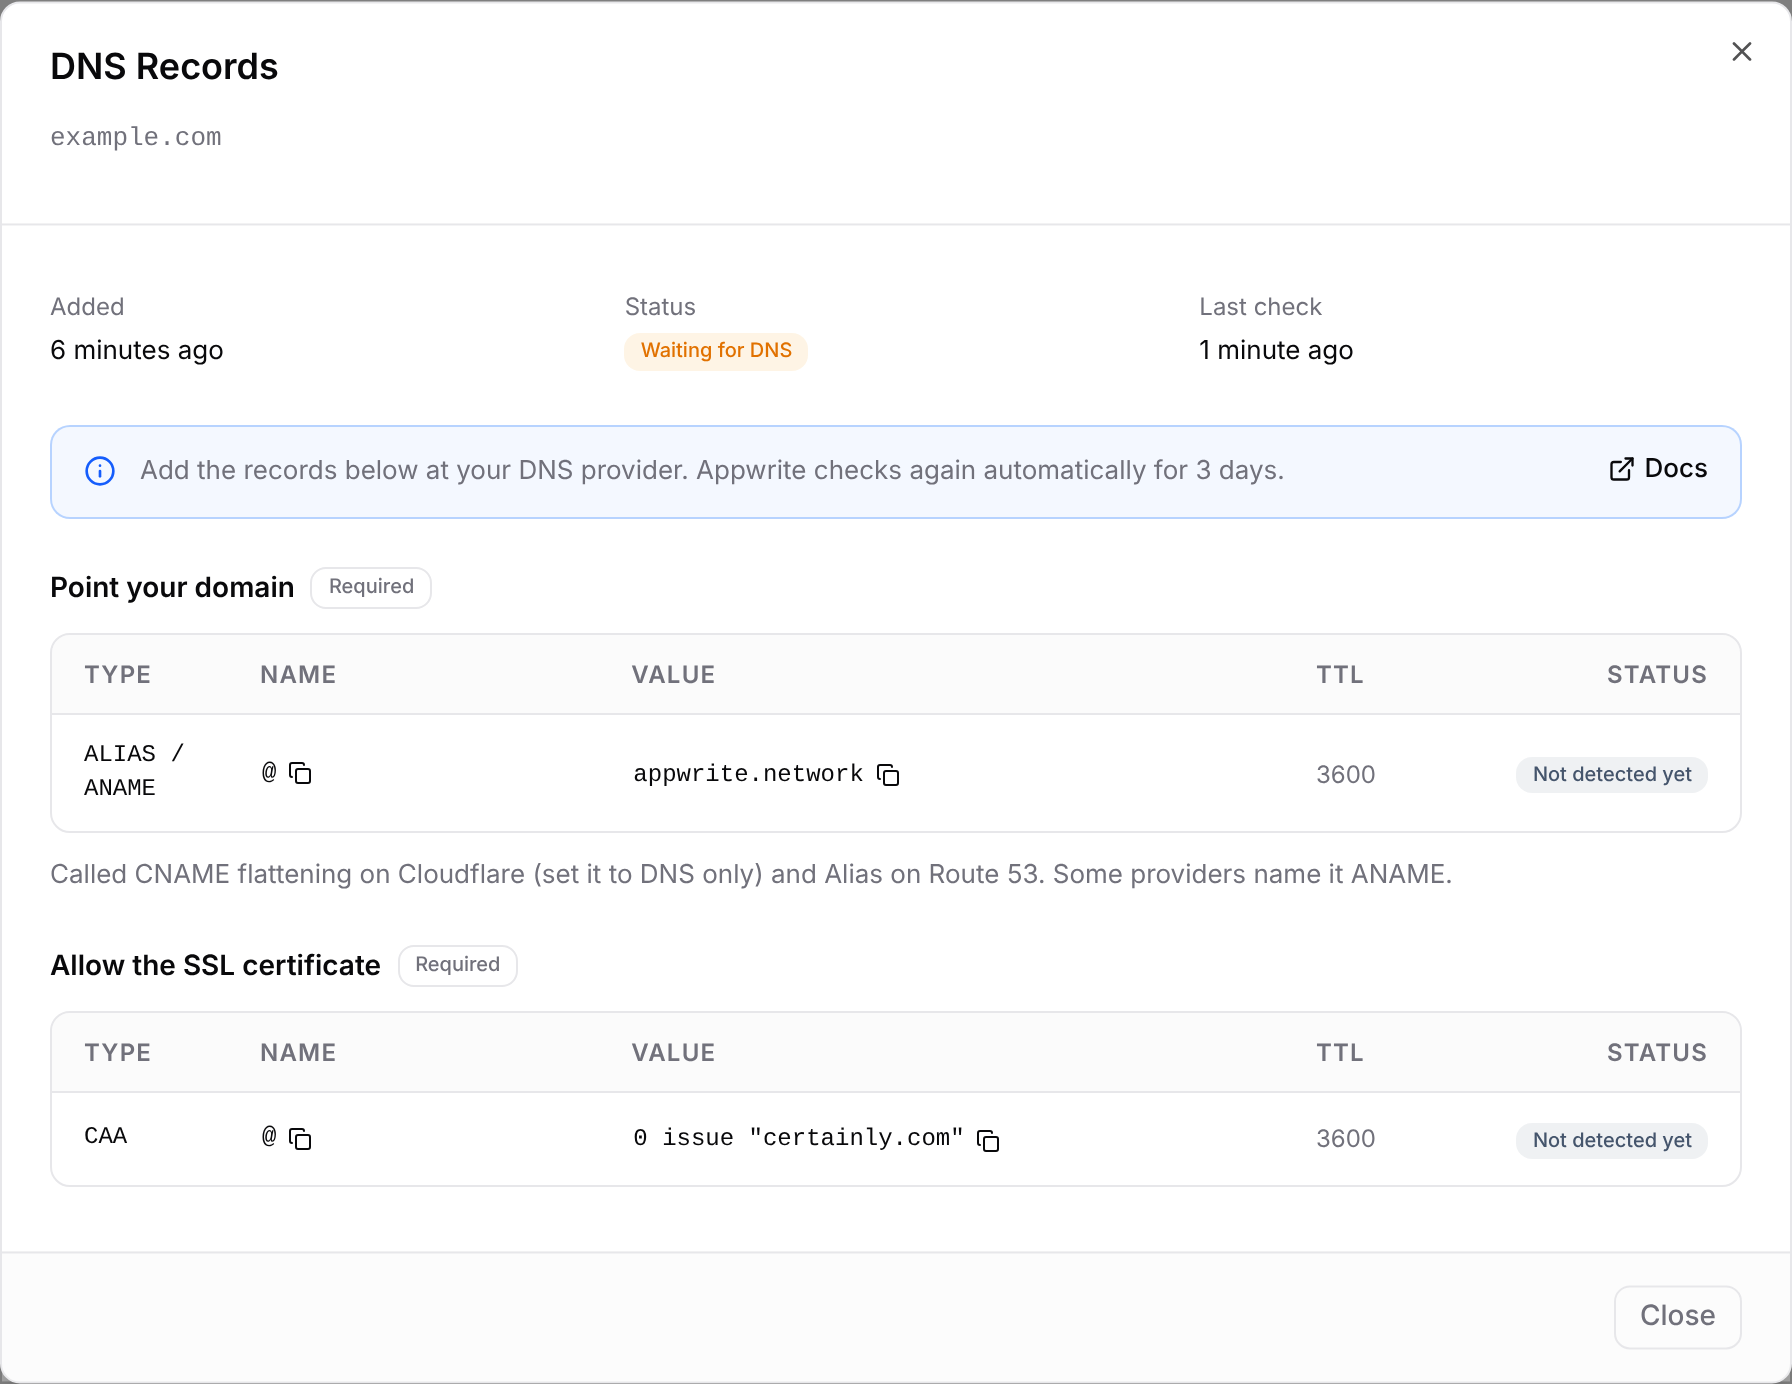 DNS Records
example.com
Added
Status
Last check
6 minutes ago
Waiting for DNS
1 minute ago
Add the records below at your DNS provider. Appwrite checks again automatically for 3 days.
Docs
Point your domain
Required
TYPE NAME VALUE TTL STATUS
ALIAS /
ANAME
@ appwrite.network 3600 Not detected yet
Called CNAME flattening on Cloudflare (set it to DNS only) and Alias on Route 53. Some providers name it ANAME.
Allow the SSL certificate
Required
TYPE NAME VALUE TTL STATUS
CAA @ 0 issue "certainly.com" 3600 Not detected yet
Close